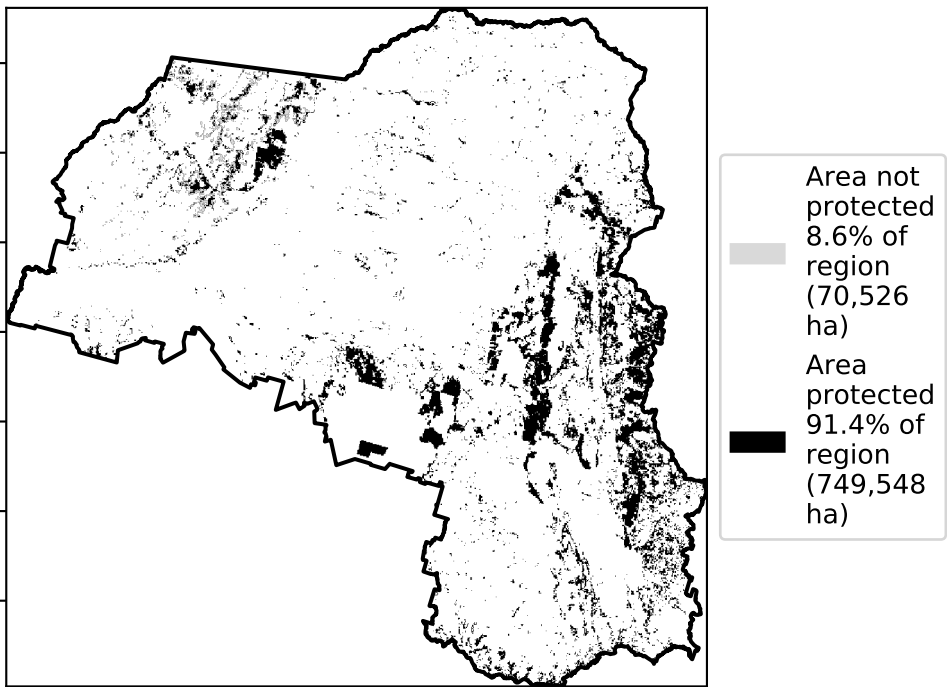 Area not
protected
8.6% of
region
(70,526
ha)
Area
protected
91.4% of
region
(749,548
ha)